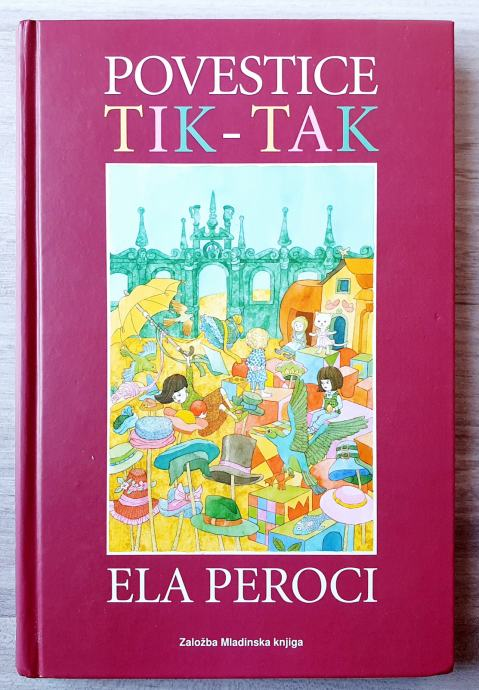 POVESTICE
TIK-TAK
ELA PEROCI
Založba Mladinska knjiga